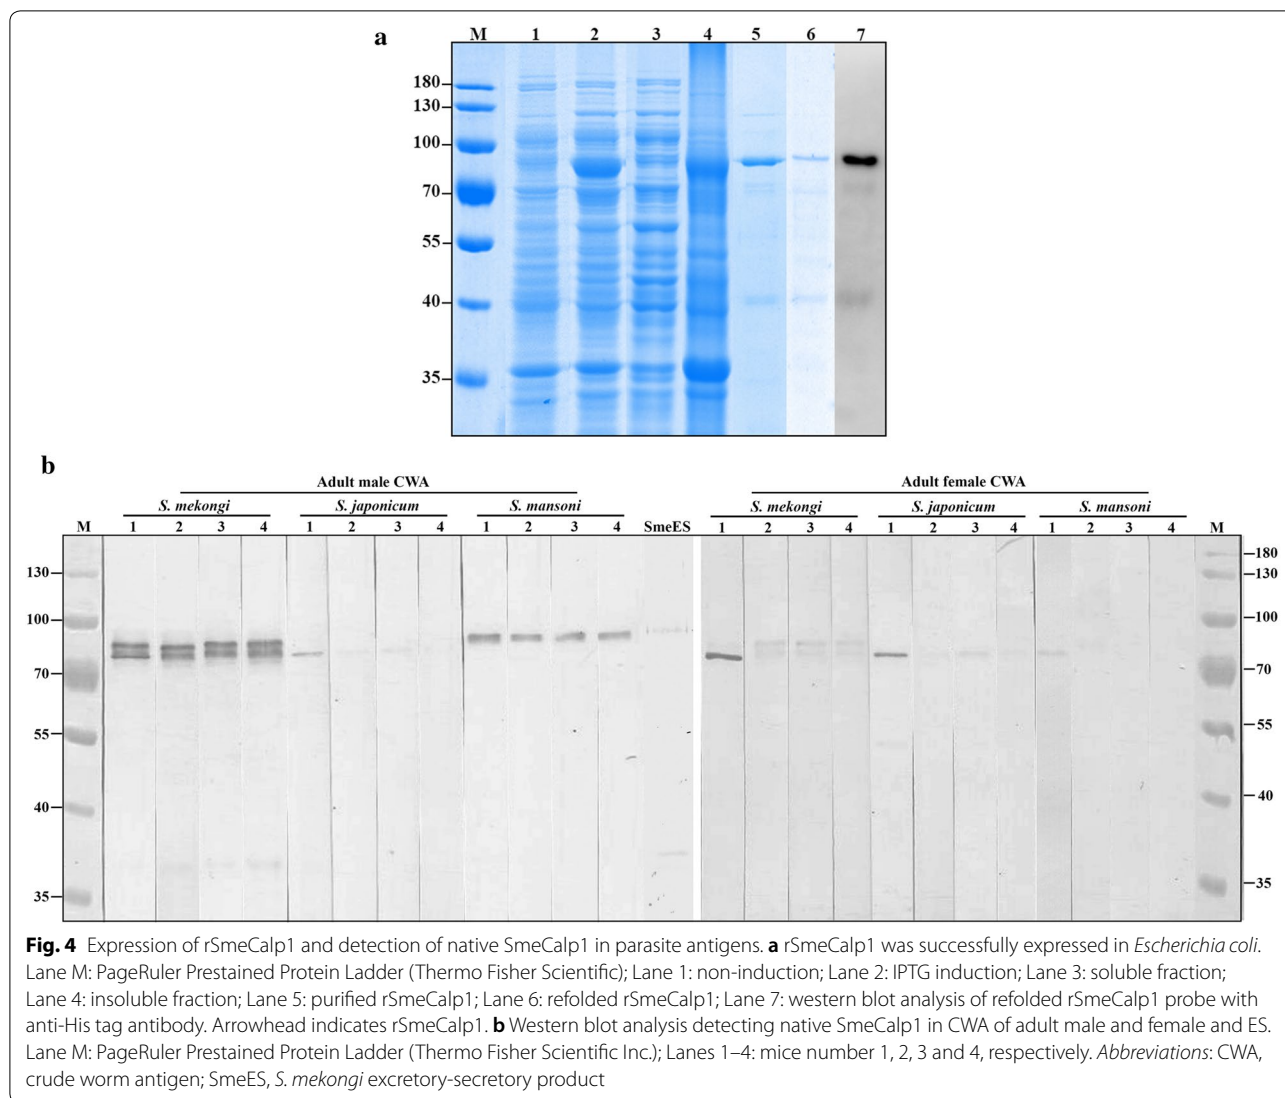 a
M 1 2 3 4 5 6 7
180
130
100
70
55
40
35
b
Adult male CWA
Adult female CWA
S. mekongi S. japonicum S. mansoni
S. mekongi S. japonicum S. mansoni
M 1 2 3 4 1 2 3 4 1 2 3 4 SmeES 1 2 3 4 1 2 3 4 1 2 3 4 M
130
100
70
55
40
35
180
130
100
70
55
40
35
Fig. 4 Expression of rSmeCalp1 and detection of native SmeCalp1 in parasite antigens. a rSmeCalp1 was successfully expressed in Escherichia coli.
Lane M: PageRuler Prestained Protein Ladder (Thermo Fisher Scientific); Lane 1: non-induction; Lane 2: IPTG induction; Lane 3: soluble fraction;
Lane 4: insoluble fraction; Lane 5: purified rSmeCalp1; Lane 6: refolded rSmeCalp1; Lane 7: western blot analysis of refolded rSmeCalp1 probe with
anti-His tag antibody. Arrowhead indicates rSmeCalp1. b Western blot analysis detecting native SmeCalp1 in CWA of adult male and female and ES.
Lane M: PageRuler Prestained Protein Ladder (Thermo Fisher Scientific Inc.); Lanes 1–4: mice number 1, 2, 3 and 4, respectively. Abbreviations: CWA,
crude worm antigen; SmeES, S. mekongi excretory-secretory product